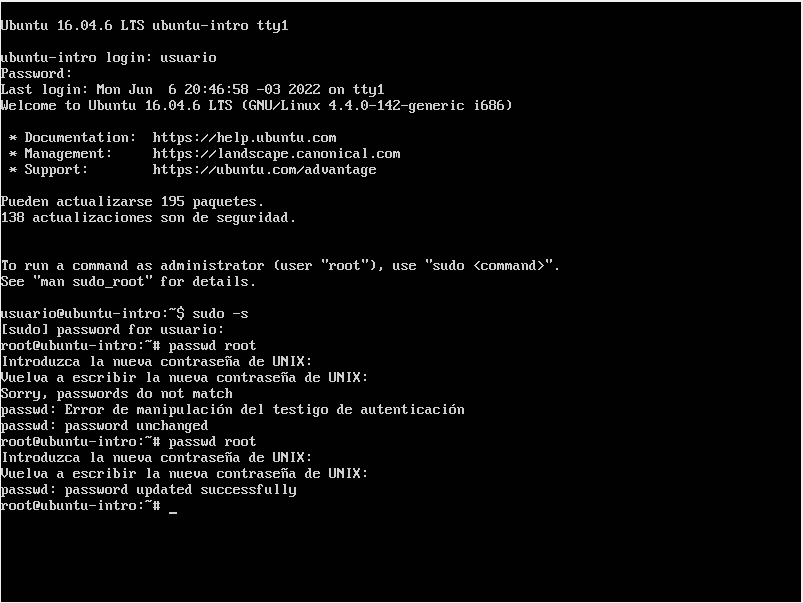 Ubuntu 16.04.6 LTS ubuntu-intro tty1
ubuntu-intro login: usuario
Password:
Last login: Mon Jun  6 20:46:58 -03 2022 on tty1
Welcome to Ubuntu 16.04.6 LTS (GNU/Linux 4.4.0-142-generic i686)
 * Documentation:  https://help.ubuntu.com
 * Management:     https://landscape.canonical.com
 * Support:        https://ubuntu.com/advantage
Pueden actualizarse 195 paquetes.
138 actualizaciones son de seguridad.
To run a command as administrator (user "root"), use "sudo <command>".
See "man sudo_root" for details.
usuario@ubuntu-intro:~$ sudo -s
[sudo] password for usuario:
root@ubuntu-intro:~# passwd root
Introduzca la nueva contraseña de UNIX:
Vuelva a escribir la nueva contraseña de UNIX:
Sorry, passwords do not match
passwd: Error de manipulación del testigo de autenticación
passwd: password unchanged
root@ubuntu-intro:~# passwd root
Introduzca la nueva contraseña de UNIX:
Vuelva a escribir la nueva contraseña de UNIX:
passwd: password updated successfully
root@ubuntu-intro:~# _